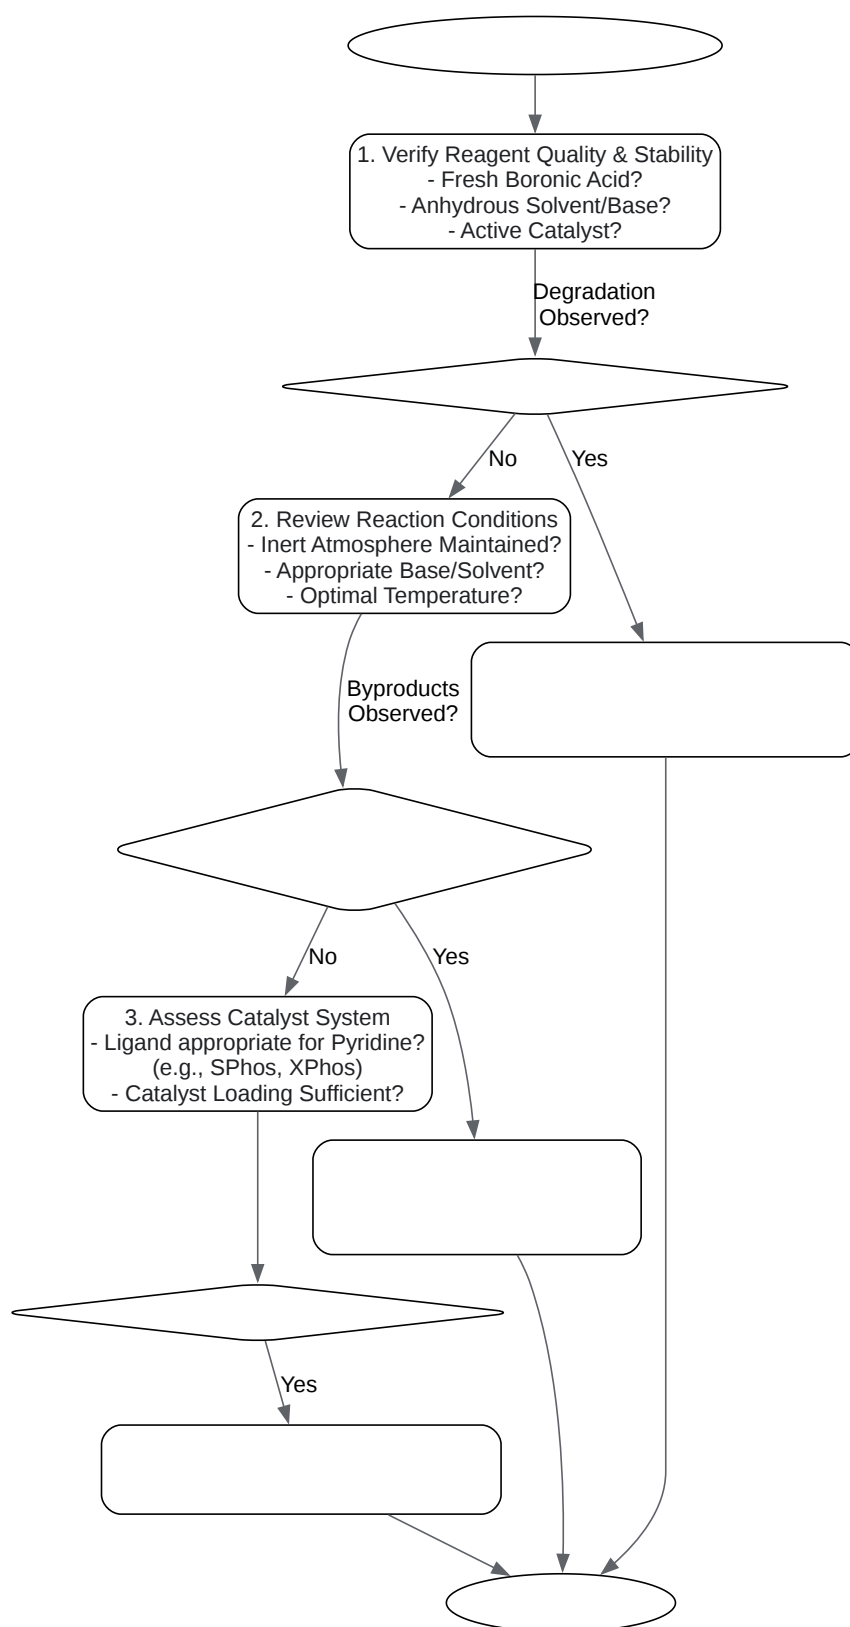 1. Verify Reagent Quality & Stability
- Fresh Boronic Acid?
- Anhydrous Solvent/Base?
- Active Catalyst?
Degradation
Observed?
No
Yes
2. Review Reaction Conditions
- Inert Atmosphere Maintained?
- Appropriate Base/Solvent?
- Optimal Temperature?
Byproducts
Observed?
No
Yes
3. Assess Catalyst System
- Ligand appropriate for Pyridine?
(e.g., SPhos, XPhos)
- Catalyst Loading Sufficient?
Yes